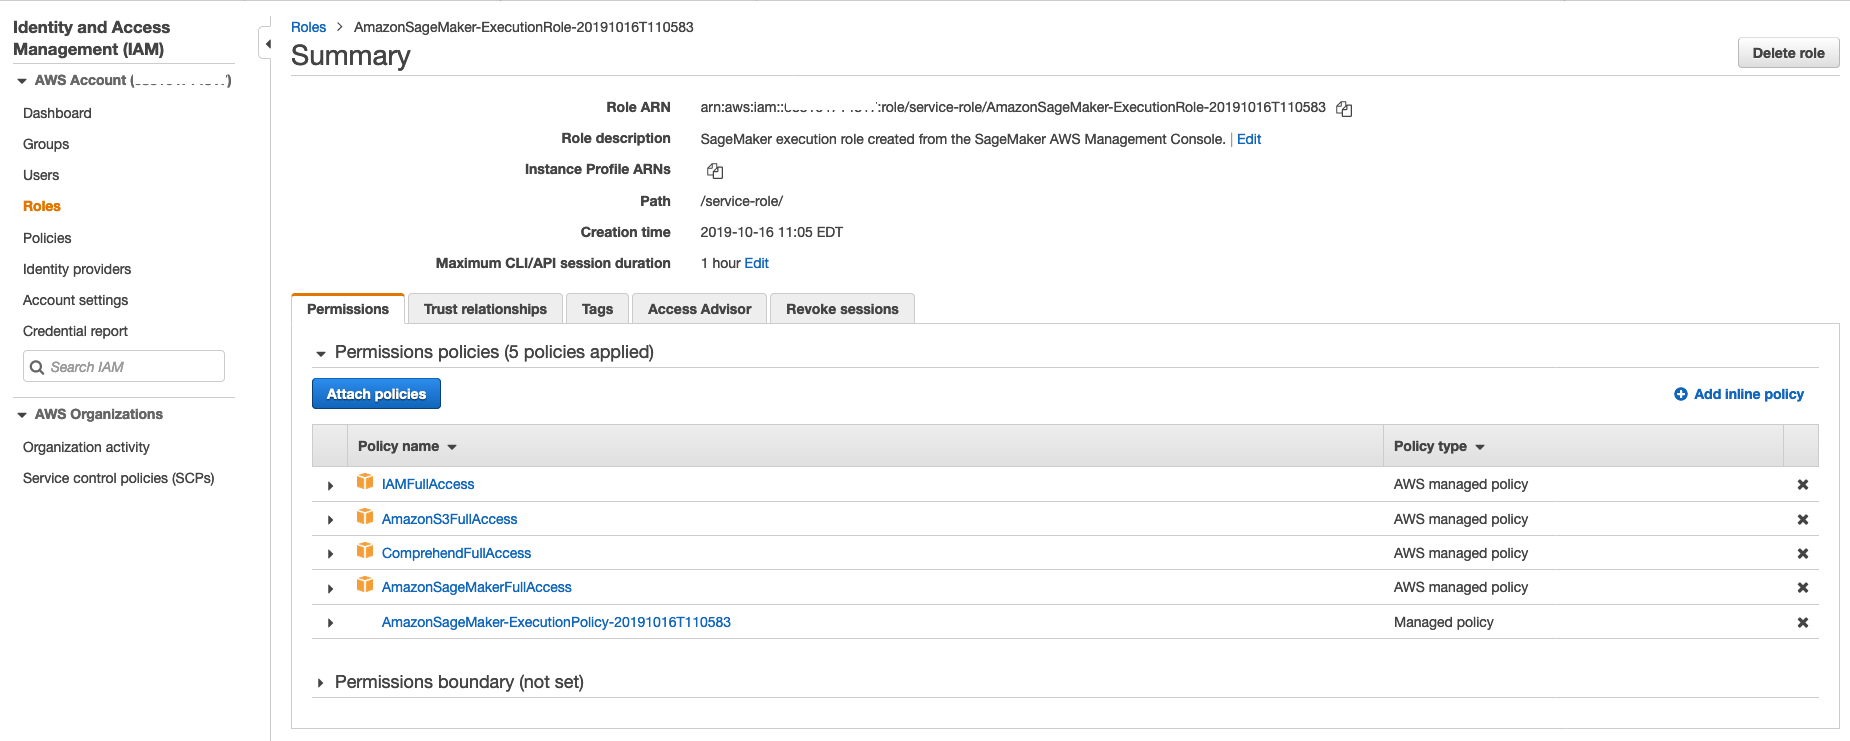 Identity and Access
Management (IAM)
AWS Account (
Dashboard
Groups
Users
Roles
Policies
Identity providers
Account settings
Credential report
Search IAM
AWS Organizations
Organization activity
Service control policies (SCPs)
Roles > AmazonSageMaker-ExecutionRole-20191016T110583
Summary
Delete role
Role ARN arn:aws:iam:: :role/service-role/AmazonSageMaker-ExecutionRole-20191016T110583
Role description SageMaker execution role created from the SageMaker AWS Management Console. | Edit
Instance Profile ARNs
Path /service-role/
Creation time 2019-10-16 11:05 EDT
Maximum CLI/API session duration 1 hour Edit
Permissions Trust relationships Tags Access Advisor Revoke sessions
Permissions policies (5 policies applied)
Attach policies Add inline policy
Policy name Policy type
IAMFullAccess AWS managed policy
AmazonS3FullAccess AWS managed policy
ComprehendFullAccess AWS managed policy
AmazonSageMakerFullAccess AWS managed policy
AmazonSageMaker-ExecutionPolicy-20191016T110583 Managed policy
Permissions boundary (not set)